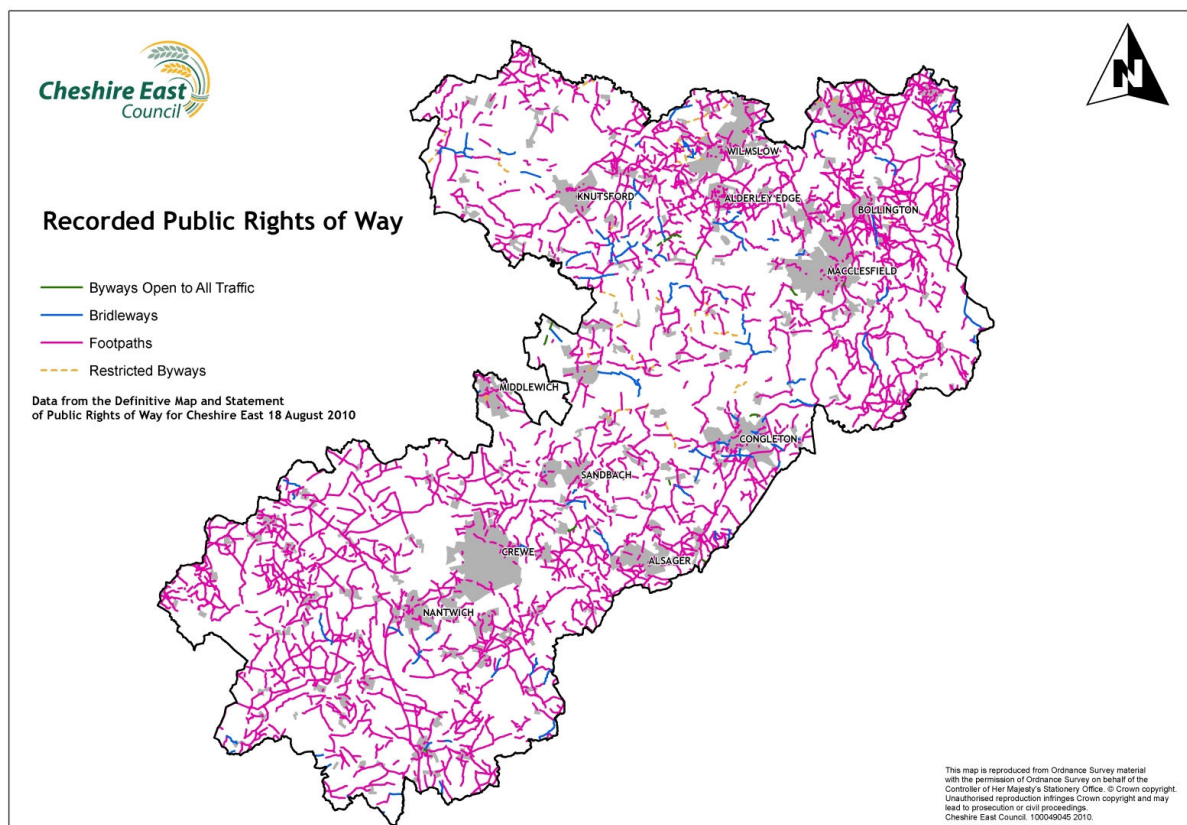 Cheshire East
Council
N
Recorded Public Rights of Way
Byways Open to All Traffic
Bridleways
Footpaths
Restricted Byways
Data from the Definitive Map and Statement
of Public Rights of Way for Cheshire East 18 August 2010
WILMSLOW
KNUTSFORD
ALDERLEY EDGE
BOLLINGTON
MACCLESFIELD
MIDDLEWICH
CONGLETON
SANDBACH
CREWE
ALSAGER
NANTWICH
This map is reproduced from Ordnance Survey material
with the permission of Ordnance Survey on behalf of the
Controller of Her Majesty's Stationery Office. © Crown copyright.
Unauthorised reproduction infringes Crown copyright and may
lead to prosecution or civil proceedings.
Cheshire East Council. 100049045 2010.